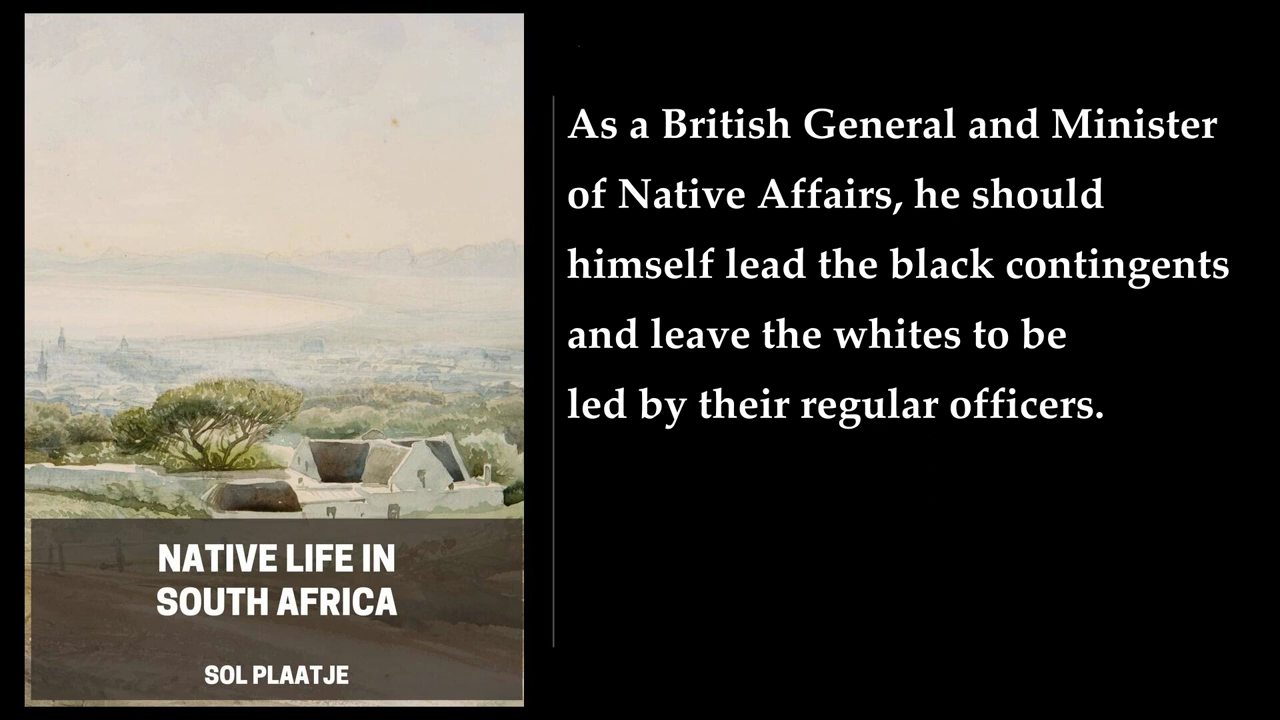 NATIVE LIFE IN
SOUTH AFRICA
SOL PLAATJE
As a British General and Minister
of Native Affairs, he should
himself lead the black contingents
and leave the whites to be
led by their regular officers.